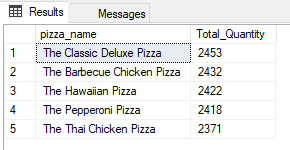 Results Messages
pizza_name Total_Quantity
1 The Classic Deluxe Pizza 2453
2 The Barbecue Chicken Pizza 2432
3 The Hawaiian Pizza 2422
4 The Pepperoni Pizza 2418
5 The Thai Chicken Pizza 2371